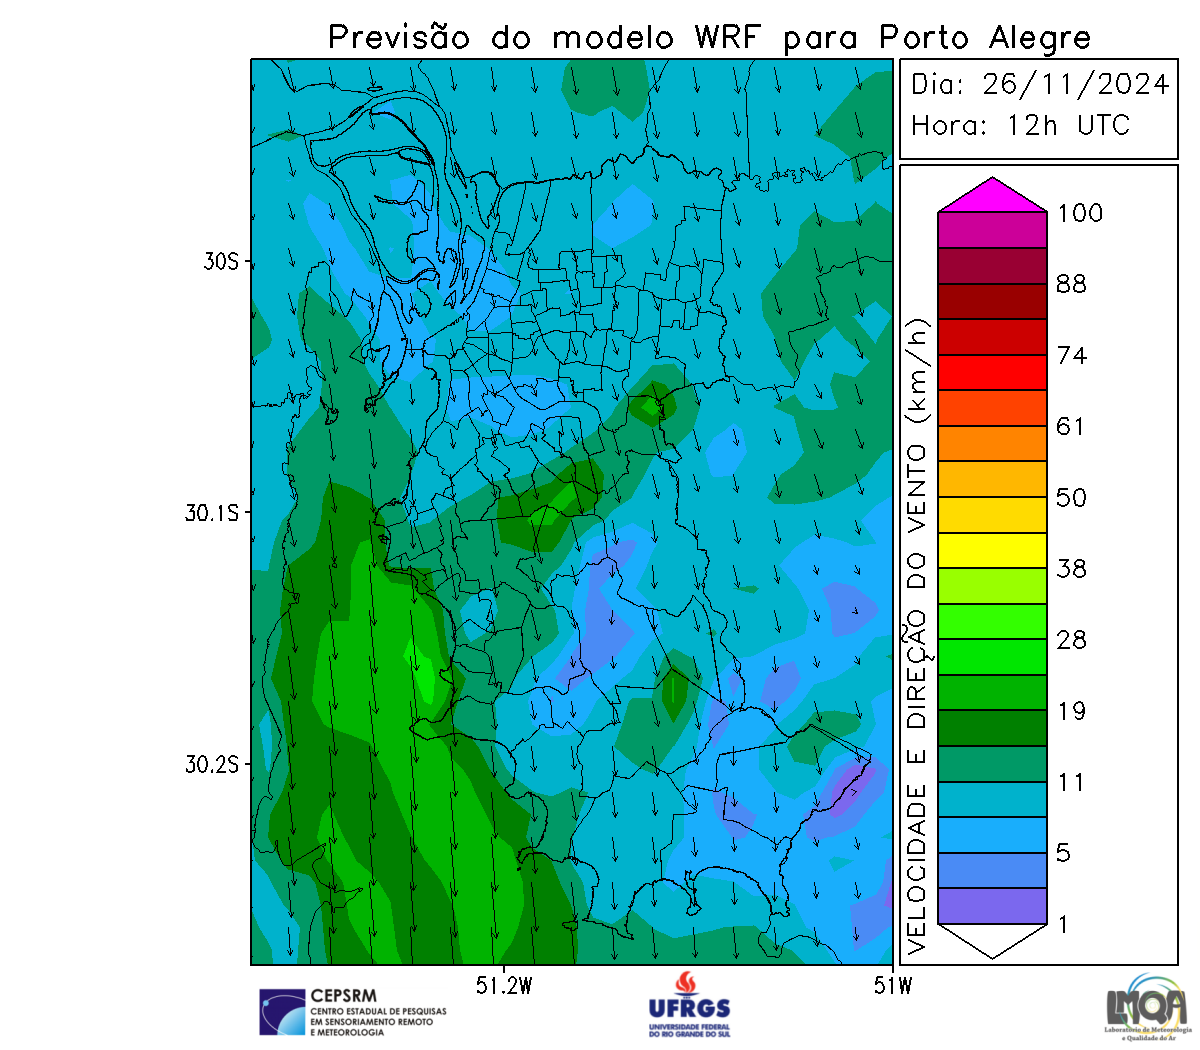 Previsão do modelo WRF para Porto Alegre
Dia: 26/11/2024
Hora: 12h UTC
30S
30.1S
30.2S
51.2W
51W
VELOCIDADE E DIREÇÃO DO VENTO (km/h)
100
88
74
61
50
38
28
19
11
5
1
CEPSRM
CENTRO ESTADUAL DE PESQUISAS
EM SENSORIAMENTO REMOTO
E METEOROLOGIA
UFRGS
UNIVERSIDADE FEDERAL
DO RIO GRANDE DO SUL
LMQA
Laboratório de Meteorologia
e Qualidade do Ar